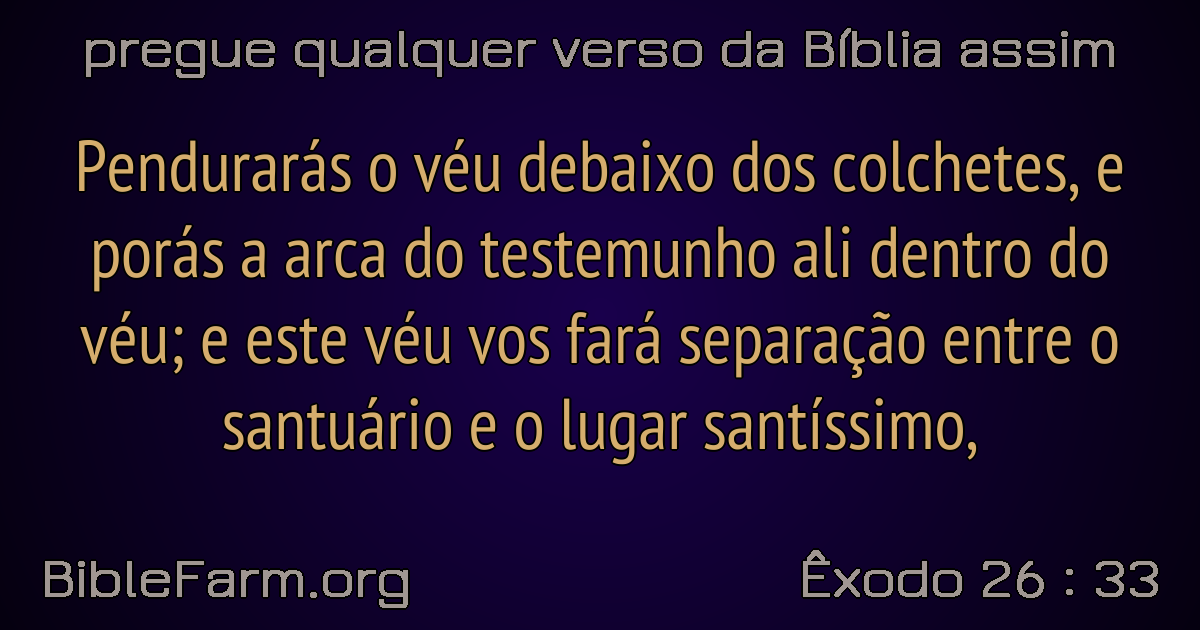 pregue qualquer verso da Bíblia assim
Pendurarás o véu debaixo dos colchetes, e
porás a arca do testemunho ali dentro do
véu; e este véu vos fará separação entre o
santuário e o lugar santíssimo,
BibleFarm.org
Êxodo 26 : 33